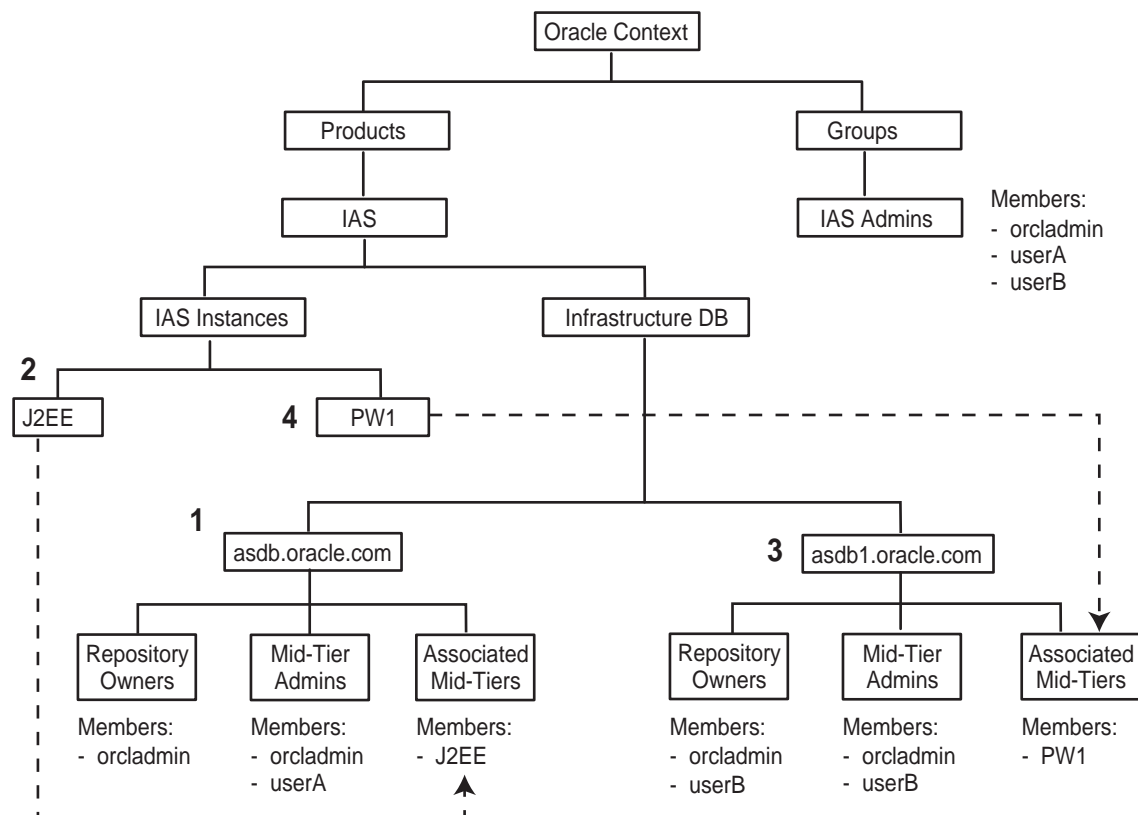 Oracle Context
Products
Groups
IAS
IAS Admins
Members:
- orcladmin
- userA
- userB
IAS Instances
Infrastructure DB
2
J2EE
4
PW1
1
asdb.oracle.com
3
asdb1.oracle.com
Repository
Owners
Members:
- orcladmin
Mid-Tier
Admins
Members:
- orcladmin
- userA
Associated
Mid-Tiers
Members:
- J2EE
Repository
Owners
Members:
- orcladmin
- userB
Mid-Tier
Admins
Members:
- orcladmin
- userB
Associated
Mid-Tiers
Members:
- PW1